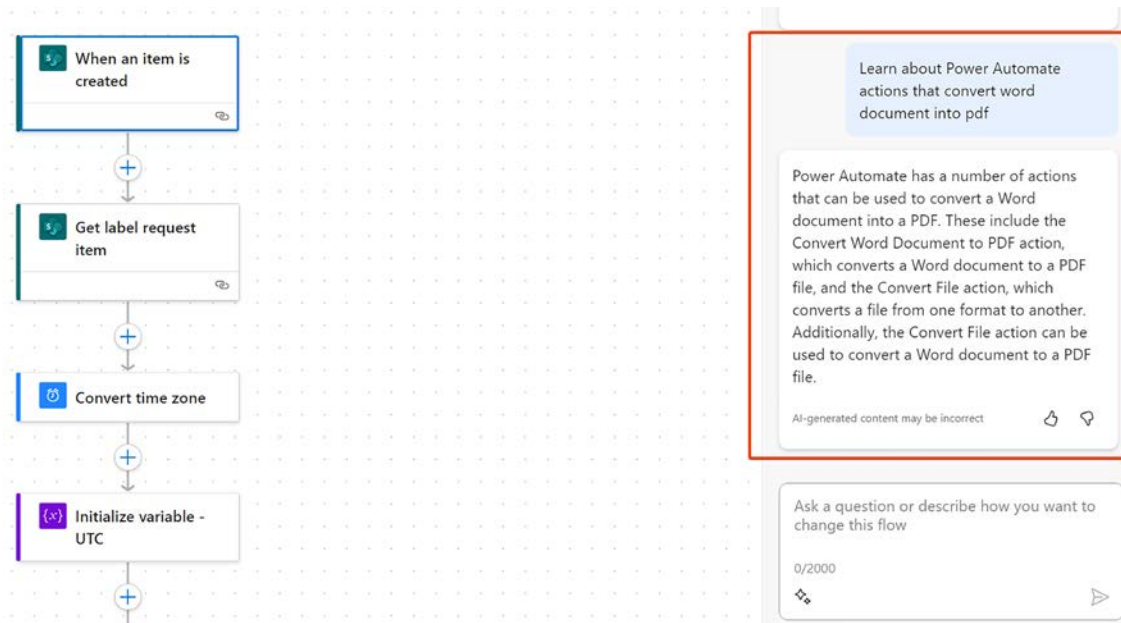 When an item is
created
Get label request
item
Convert time zone
{x} Initialize variable -
UTC
Learn about Power Automate
actions that convert word
document into pdf
Power Automate has a number of actions
that can be used to convert a Word
document into a PDF. These include the
Convert Word Document to PDF action,
which converts a Word document to a PDF
file, and the Convert File action, which
converts a file from one format to another.
Additionally, the Convert File action can be
used to convert a Word document to a PDF
file.
AI-generated content may be incorrect
Ask a question or describe how you want to
change this flow
0/2000